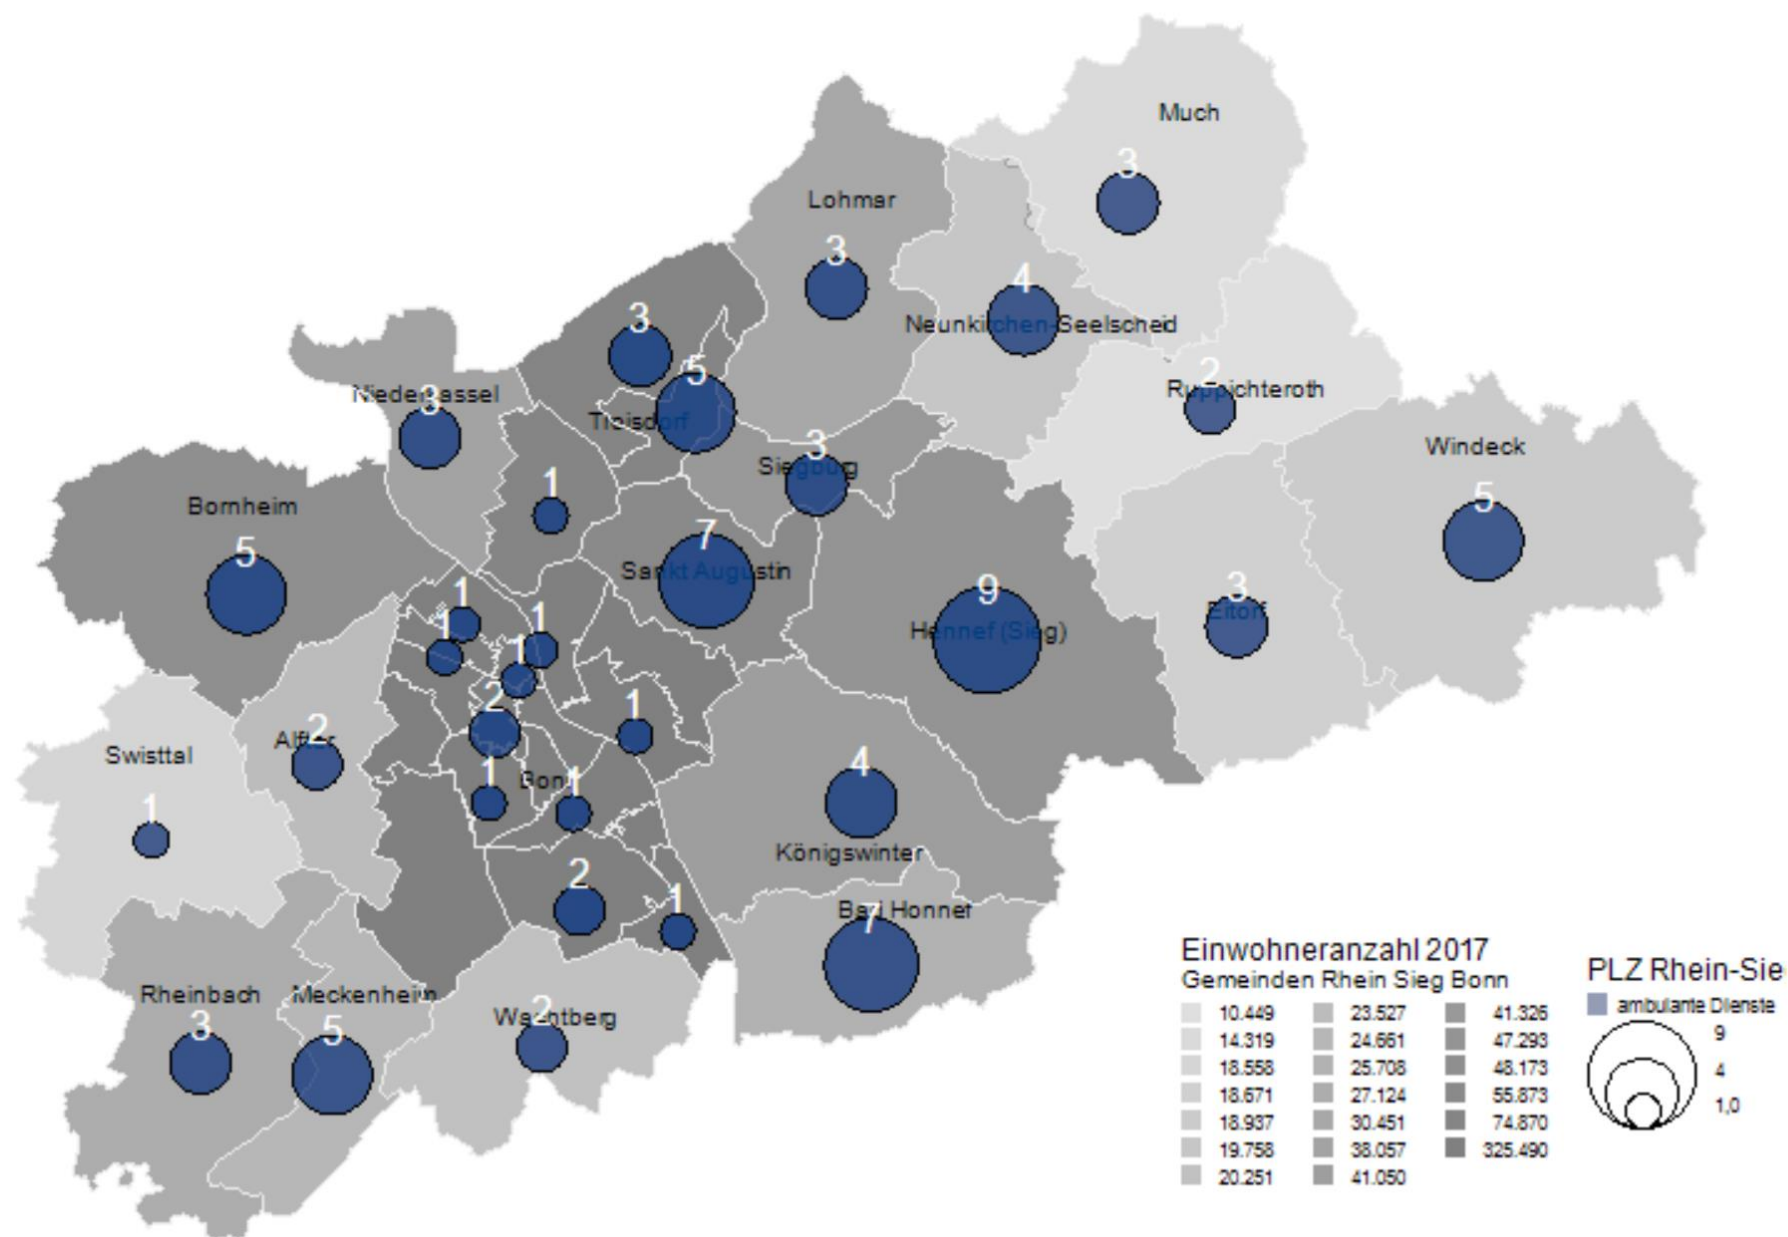 Much
3
Lohmar
3
4
Neunkirchen-Seelscheid
3
5
Troisdorf
Niederkassel
3
2
Ruppichteroth
Windeck
5
3
Siegburg
Bornheim
5
1
7
Sankt Augustin
9
Hennef (Sieg)
3
Eitorf
1
1
1
1
2
1
Alfter
2
Swisttal
1
1
Bonn
1
4
Königswinter
2
1
Bad Honnef
7
Rheinbach
3
Meckenheim
5
Wachtberg
2
Einwohneranzahl 2017
Gemeinden Rhein Sieg Bonn
10.449 23.527 41.326
14.319 24.661 47.293
18.558 25.708 48.173
18.671 27.124 55.873
18.937 30.451 74.870
19.758 38.057 325.490
20.251 41.050
PLZ Rhein-Sie
ambulante Dienste
9
4
1,0